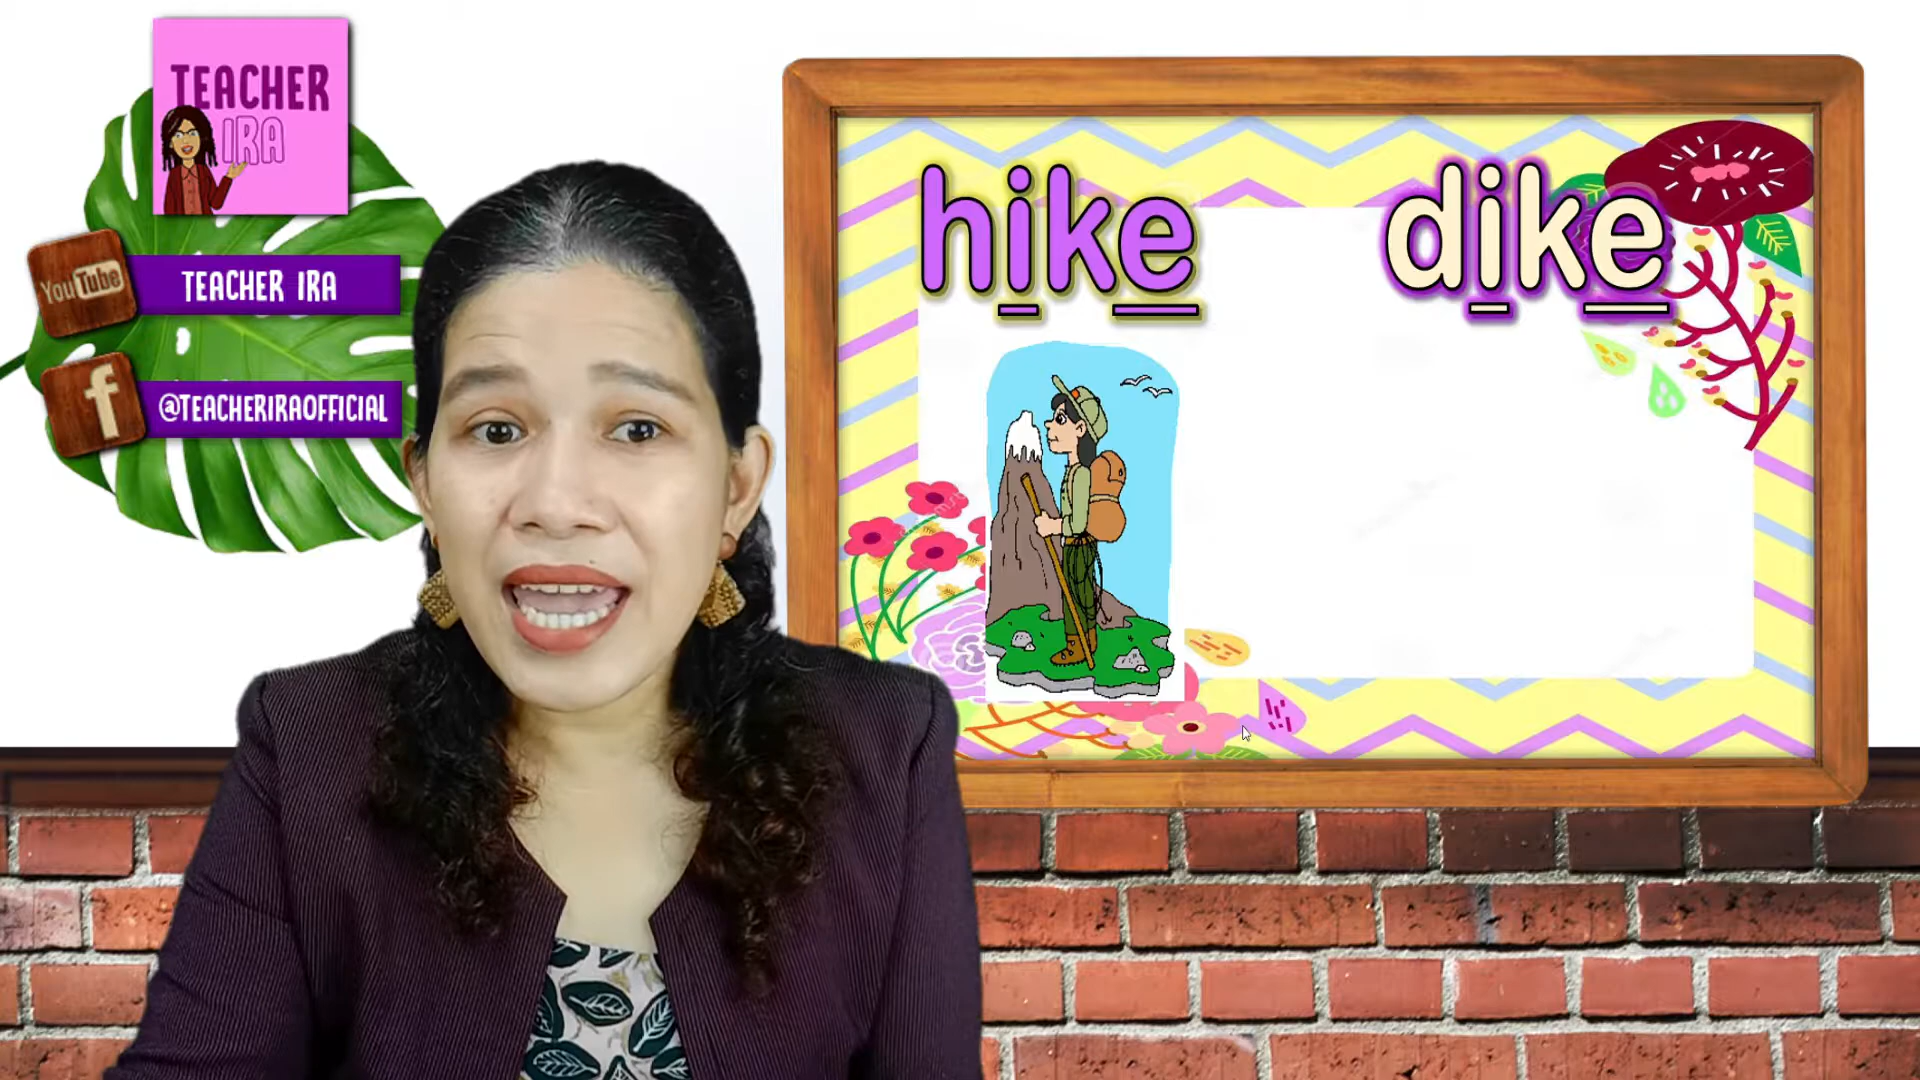 TEACHER
IRA
YouTube
TEACHER IRA
f
@TEACHERIRAOFFICIAL
hike
dike